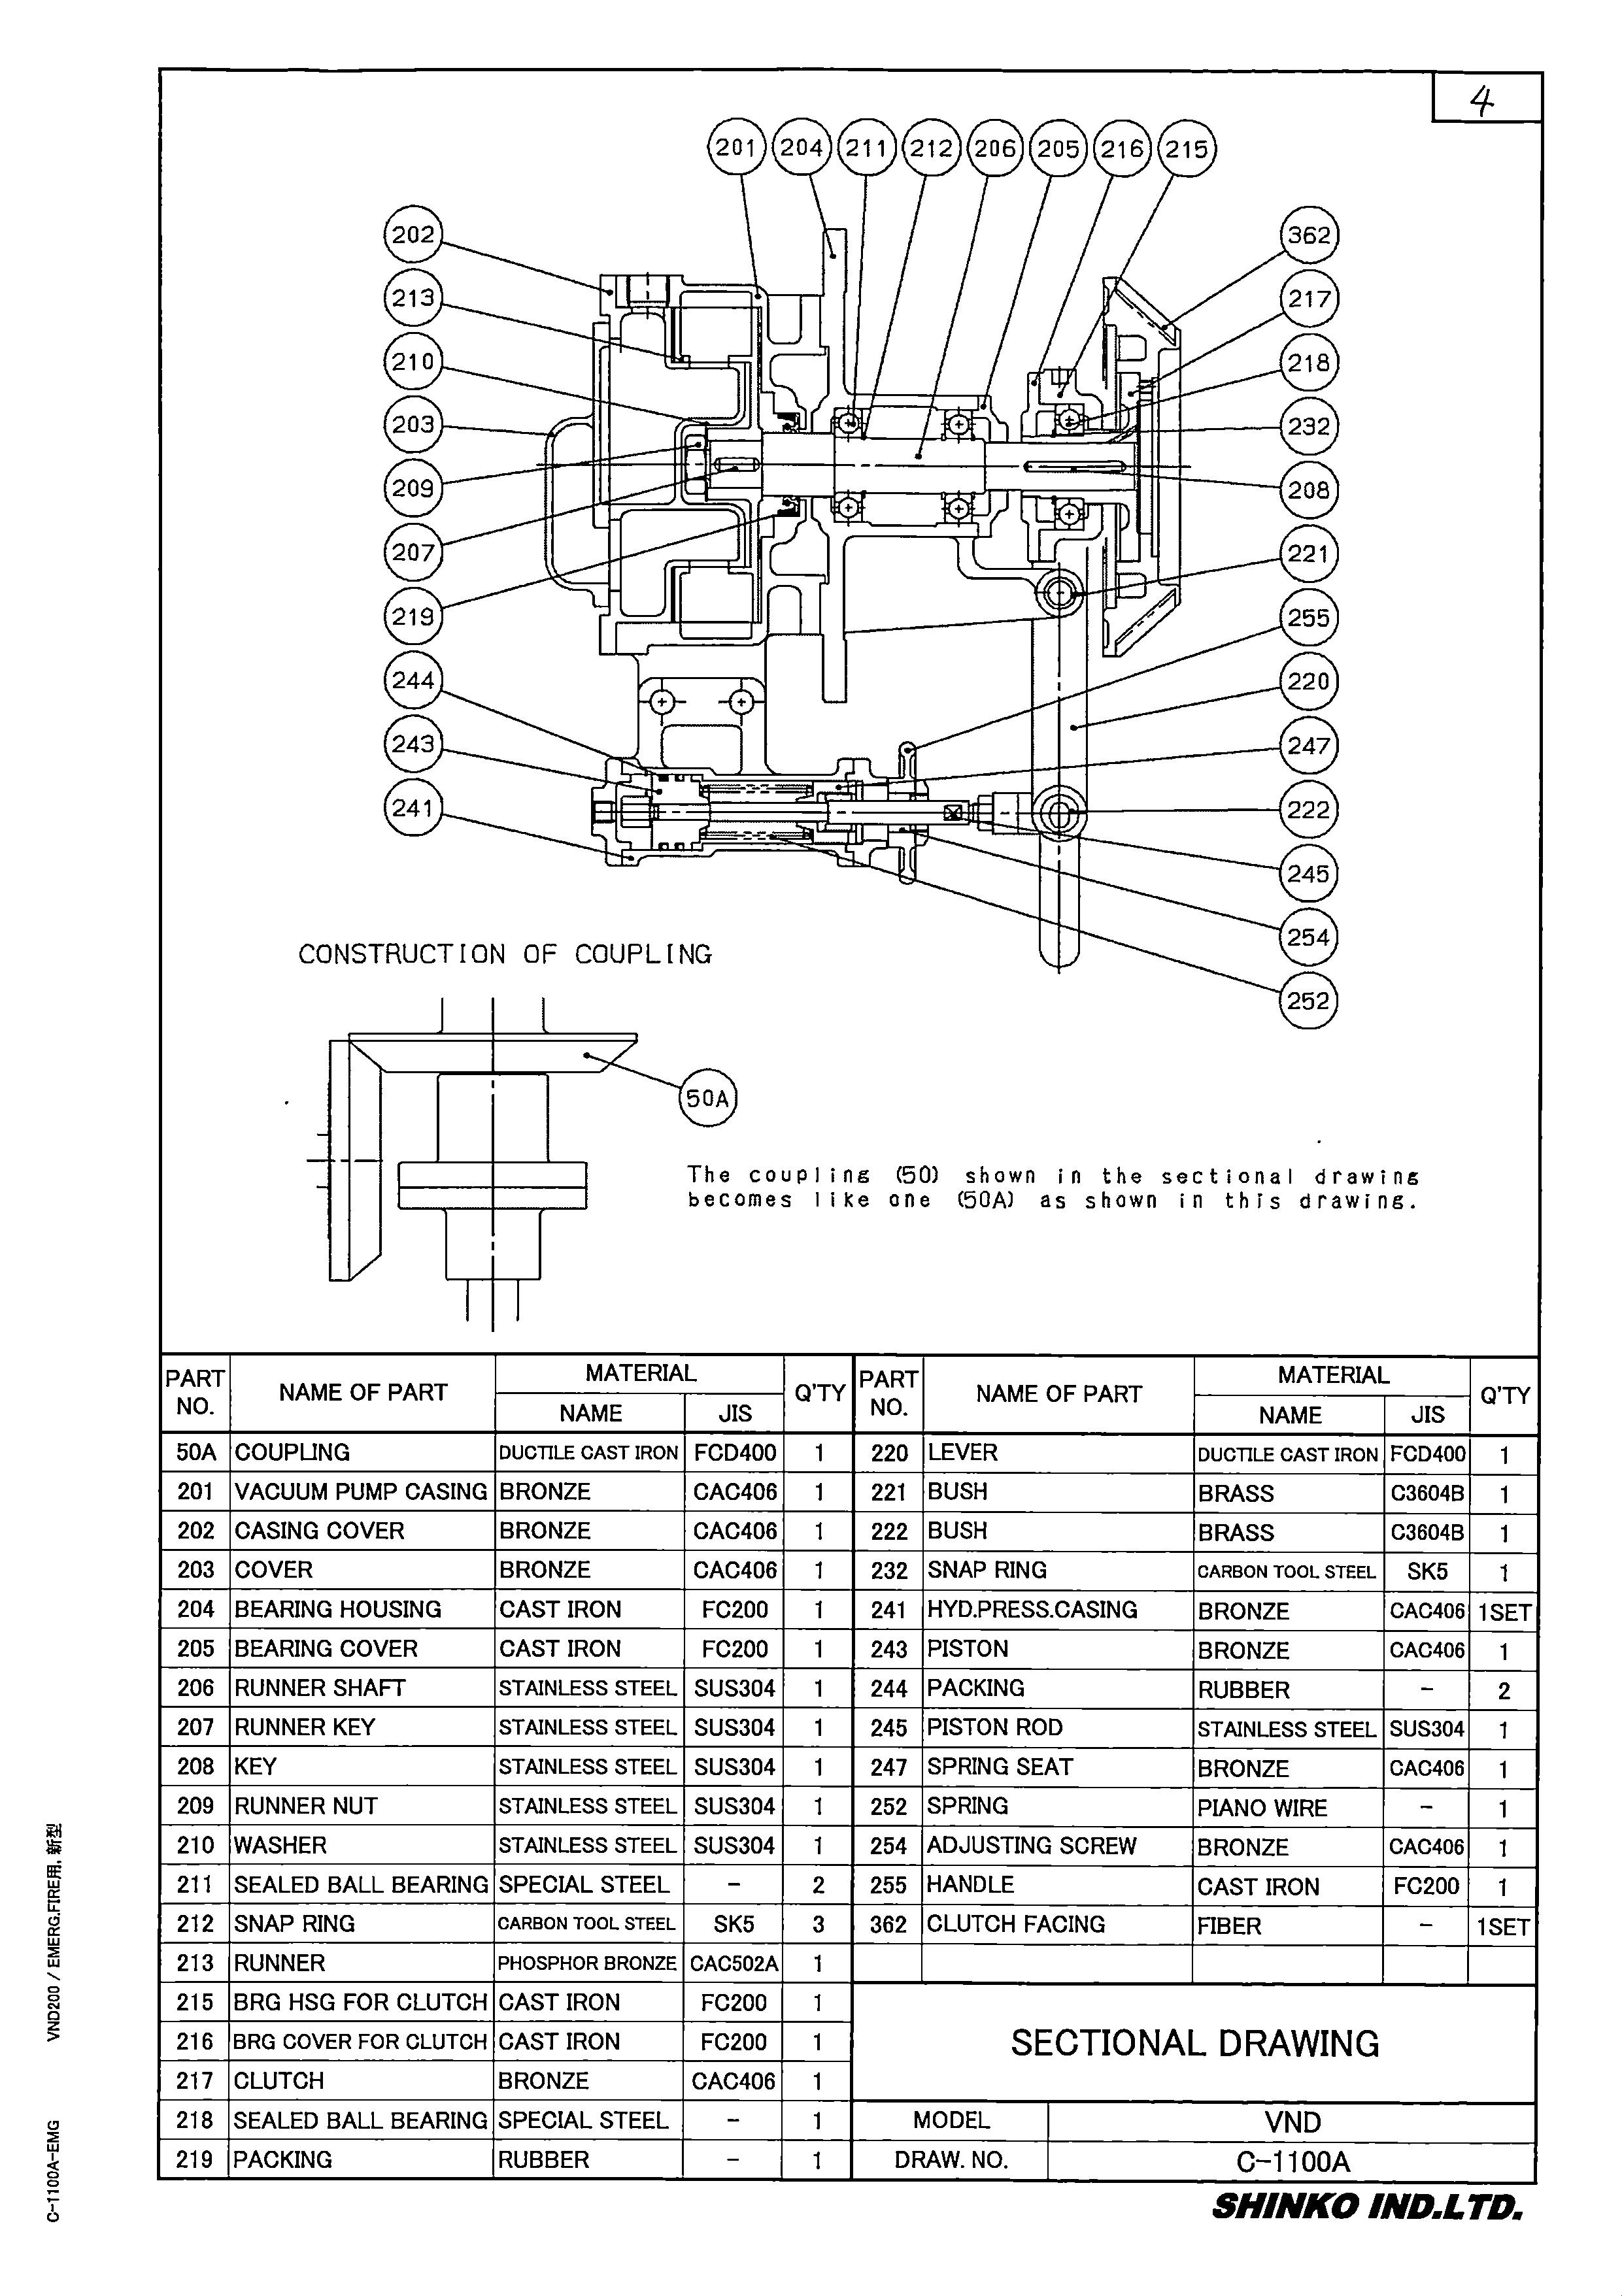 4
201 204 211 212 206 205 216 215
202
213
210
203
209
207
219
244
243
241
362
217
218
232
208
221
255
220
247
222
245
254
252
CONSTRUCTION OF COUPLING
50A
The coupling (50) shown in the sectional drawing
becomes like one (50A) as shown in this drawing.
PART NO. NAME OF PART MATERIAL NAME JIS Q'TY
50A COUPLING DUCTILE CAST IRON FCD400 1
201 VACUUM PUMP CASING BRONZE CAC406 1
202 CASING COVER BRONZE CAC406 1
203 COVER BRONZE CAC406 1
204 BEARING HOUSING CAST IRON FC200 1
205 BEARING COVER CAST IRON FC200 1
206 RUNNER SHAFT STAINLESS STEEL SUS304 1
207 RUNNER KEY STAINLESS STEEL SUS304 1
208 KEY STAINLESS STEEL SUS304 1
209 RUNNER NUT STAINLESS STEEL SUS304 1
210 WASHER STAINLESS STEEL SUS304 1
211 SEALED BALL BEARING SPECIAL STEEL - 2
212 SNAP RING CARBON TOOL STEEL SK5 3
213 RUNNER PHOSPHOR BRONZE CAC502A 1
215 BRG HSG FOR CLUTCH CAST IRON FC200 1
216 BRG COVER FOR CLUTCH CAST IRON FC200 1
217 CLUTCH BRONZE CAC406 1
218 SEALED BALL BEARING SPECIAL STEEL - 1
219 PACKING RUBBER - 1
PART NO. NAME OF PART MATERIAL NAME JIS Q'TY
220 LEVER DUCTILE CAST IRON FCD400 1
221 BUSH BRASS C3604B 1
222 BUSH BRASS C3604B 1
232 SNAP RING CARBON TOOL STEEL SK5 1
241 HYD.PRESS.CASING BRONZE CAC406 1SET
243 PISTON BRONZE CAC406 1
244 PACKING RUBBER - 2
245 PISTON ROD STAINLESS STEEL SUS304 1
247 SPRING SEAT BRONZE CAC406 1
252 SPRING PIANO WIRE - 1
254 ADJUSTING SCREW BRONZE CAC406 1
255 HANDLE CAST IRON FC200 1
362 CLUTCH FACING FIBER - 1SET
SECTIONAL DRAWING
MODEL VND
DRAW. NO. C-1100A
SHINKO IND.LTD.
C-1100A-EMG VND200 / EMERG.FIRE用, 新型